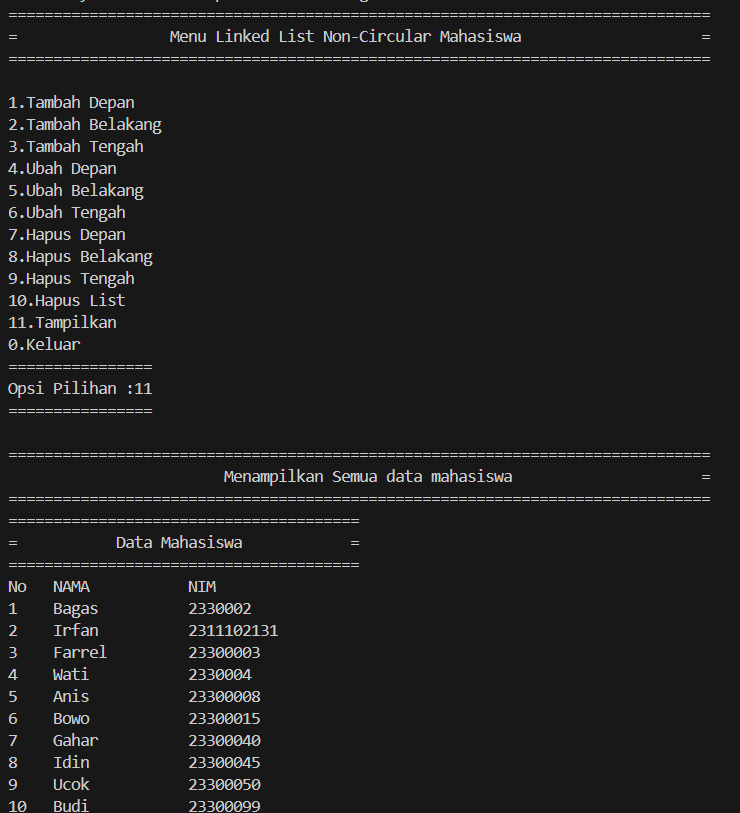 ==============================================================================
=                 Menu Linked List Non-Circular Mahasiswa                    =
==============================================================================
1.Tambah Depan
2.Tambah Belakang
3.Tambah Tengah
4.Ubah Depan
5.Ubah Belakang
6.Ubah Tengah
7.Hapus Depan
8.Hapus Belakang
9.Hapus Tengah
10.Hapus List
11.Tampilkan
0.Keluar
================
Opsi Pilihan :11
================
==============================================================================
                        Menampilkan Semua data mahasiswa                     =
==============================================================================
=======================================
=           Data Mahasiswa            =
=======================================
No   NAMA           NIM
1    Bagas          2330002
2    Irfan          2311102131
3    Farrel         23300003
4    Wati           2330004
5    Anis           23300008
6    Bowo           23300015
7    Gahar          23300040
8    Idin           23300045
9    Ucok           23300050
10   Budi           23300099